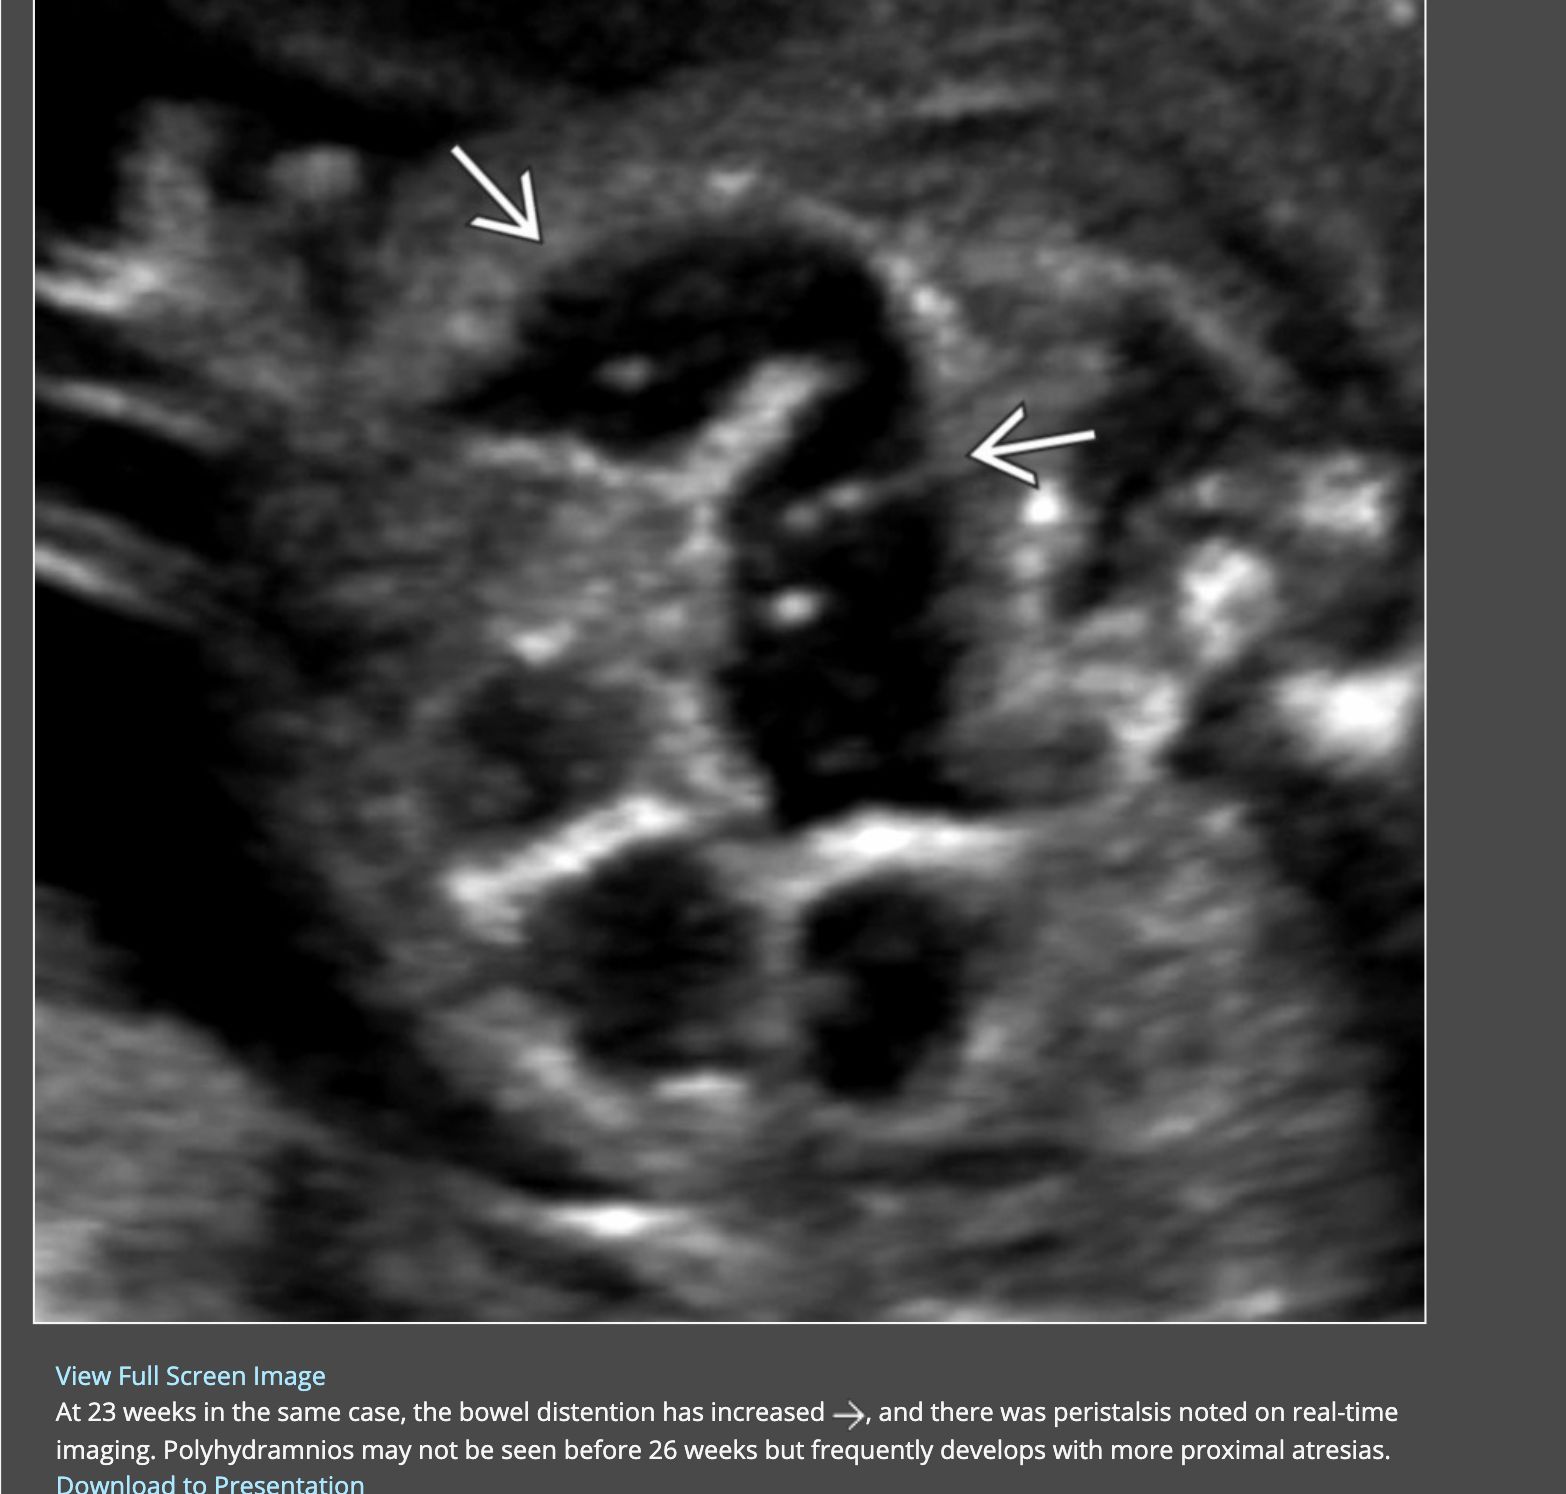 View Full Screen Image
At 23 weeks in the same case, the bowel distention has increased →, and there was peristalsis noted on real-time
imaging. Polyhydramnios may not be seen before 26 weeks but frequently develops with more proximal atresias.
Download to Presentation